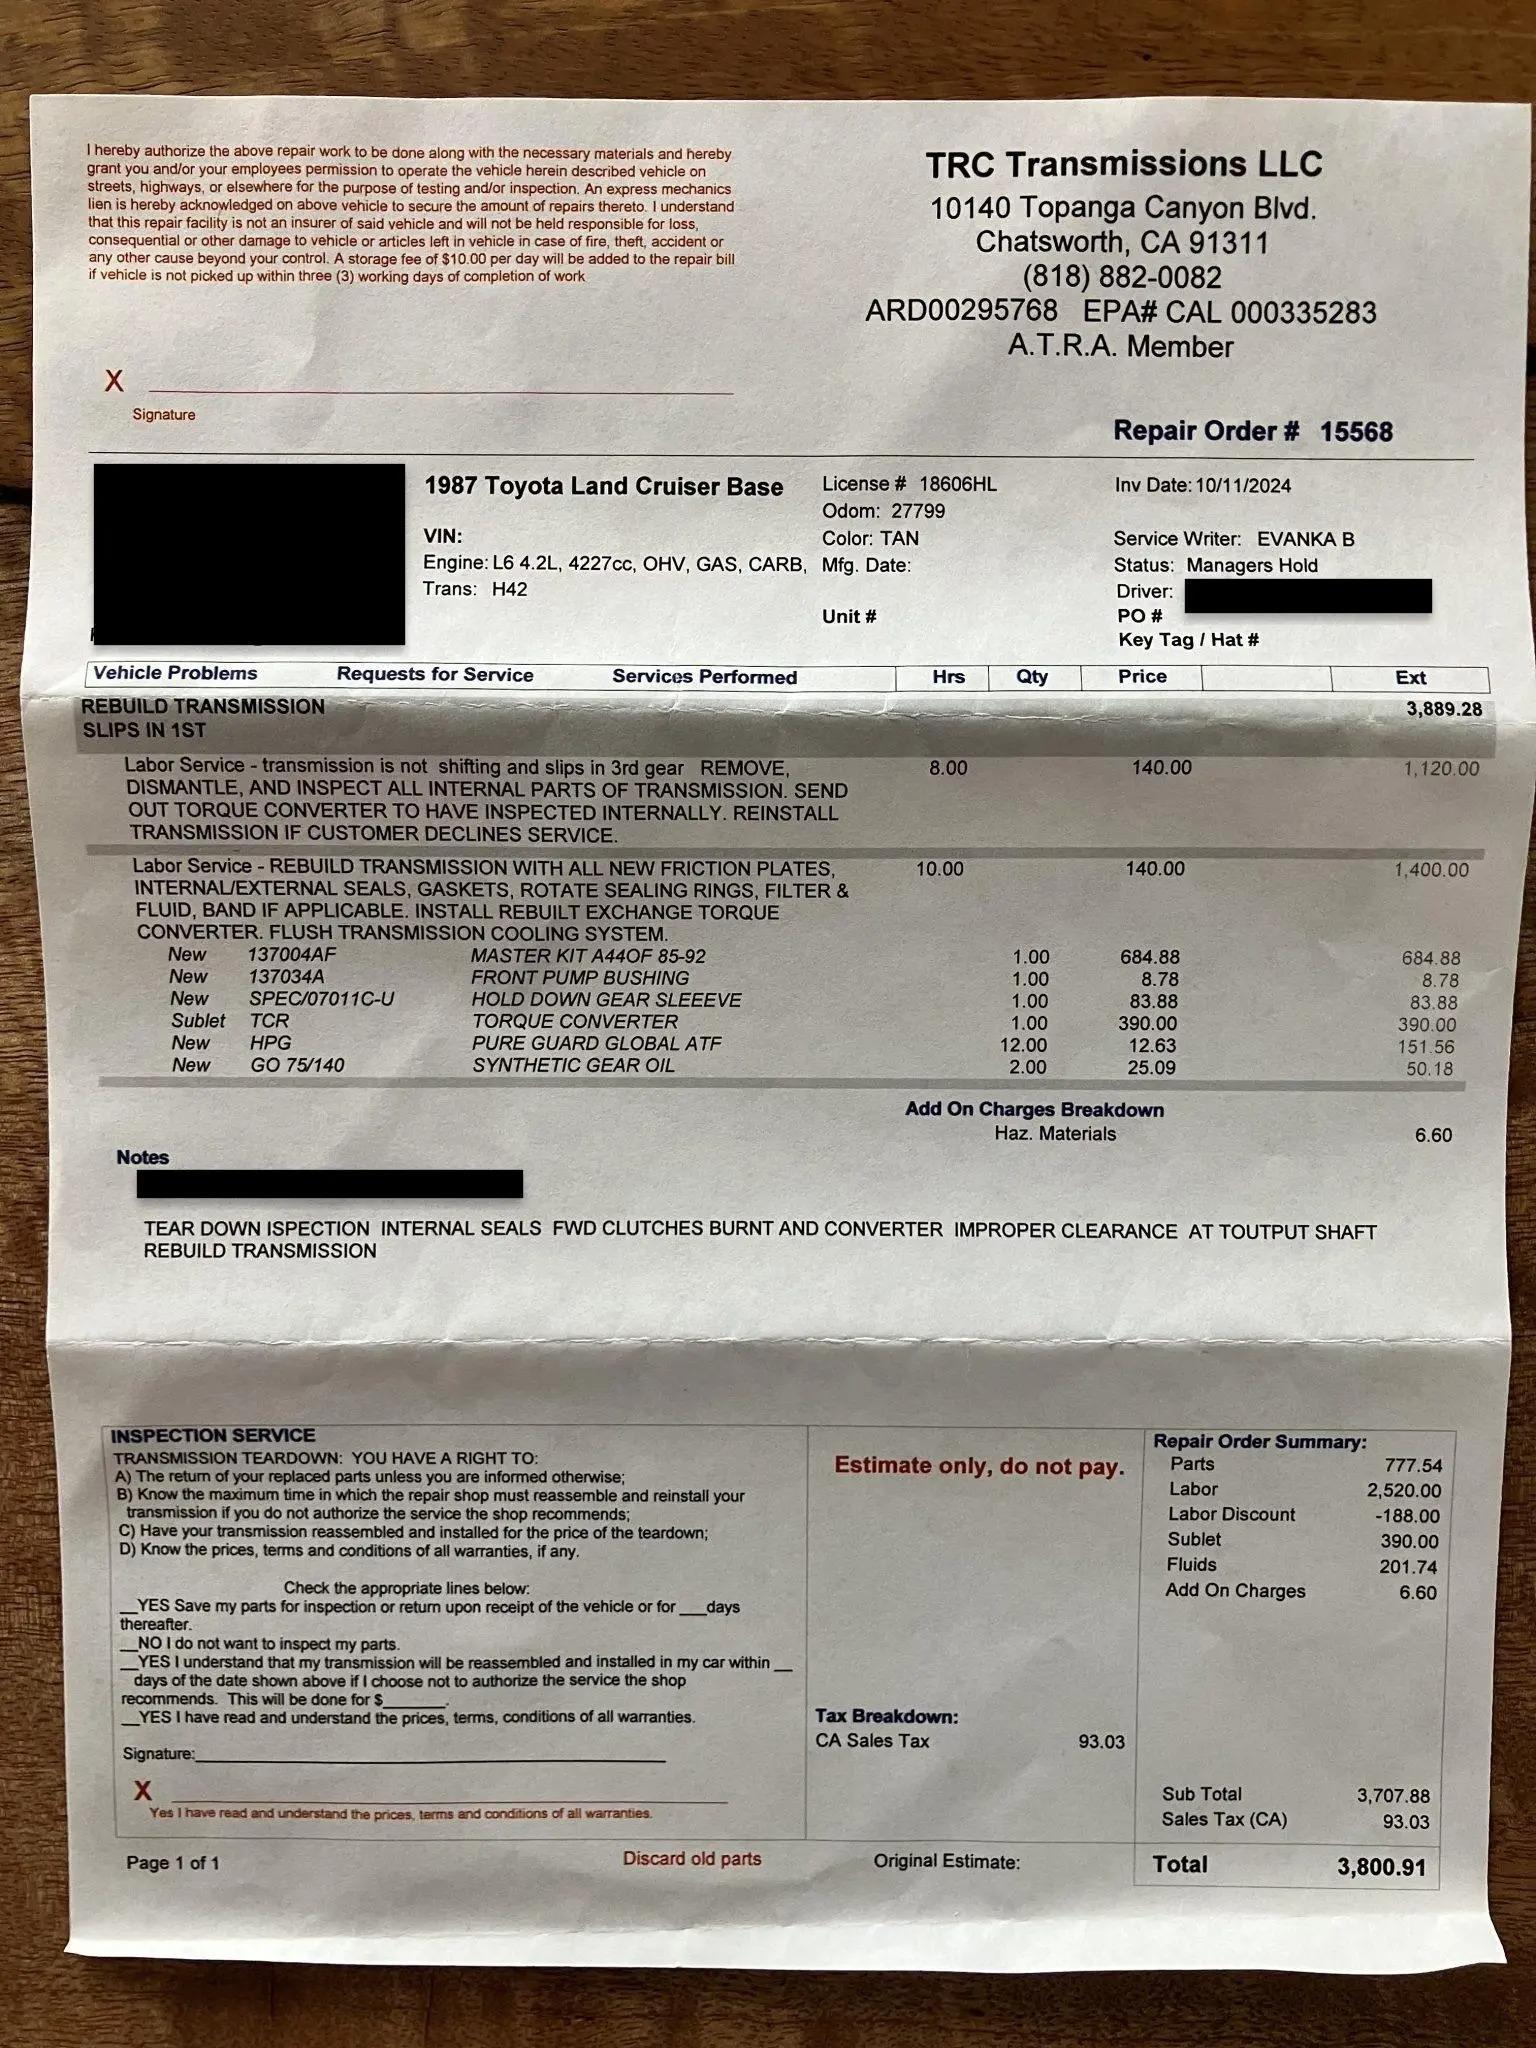 I hereby authorize the above repair work to be done along with the necessary materials and hereby
grant you and/or your employees permission to operate the vehicle herein described vehicle on
streets, highways, or elsewhere for the purpose of testing and/or inspection. An express mechanics
lien is hereby acknowledged on above vehicle to secure the amount of repairs thereto. I understand
that this repair facility is not an insurer of said vehicle and will not be held responsible for loss,
consequential or other damage to vehicle or articles left in vehicle in case of fire, theft, accident or
any other cause beyond your control. A storage fee of $10.00 per day will be added to the repair bill
if vehicle is not picked up within three (3) working days of completion of work
X
Signature
TRC Transmissions LLC
10140 Topanga Canyon Blvd.
Chatsworth, CA 91311
(818) 882-0082
ARD00295768 EPA# CAL 000335283
A.T.R.A. Member
Repair Order # 15568
1987 Toyota Land Cruiser Base
VIN:
Engine: L6 4.2L, 4227cc, OHV, GAS, CARB,
Trans: H42
License # 18606HL
Odom: 27799
Color: TAN
Mfg. Date:
Unit #
Inv Date: 10/11/2024
Service Writer: EVANKA B
Status: Managers Hold
Driver:
PO #
Key Tag / Hat #
Vehicle Problems Requests for Service Services Performed Hrs Qty Price Ext
REBUILD TRANSMISSION 3,889.28
SLIPS IN 1ST
Labor Service - transmission is not shifting and slips in 3rd gear REMOVE, 8.00 140.00 1,120.00
DISMANTLE, AND INSPECT ALL INTERNAL PARTS OF TRANSMISSION. SEND
OUT TORQUE CONVERTER TO HAVE INSPECTED INTERNALLY. REINSTALL
TRANSMISSION IF CUSTOMER DECLINES SERVICE.
Labor Service - REBUILD TRANSMISSION WITH ALL NEW FRICTION PLATES, 10.00 140.00 1,400.00
INTERNAL/EXTERNAL SEALS, GASKETS, ROTATE SEALING RINGS, FILTER &
FLUID, BAND IF APPLICABLE. INSTALL REBUILT EXCHANGE TORQUE
CONVERTER. FLUSH TRANSMISSION COOLING SYSTEM.
New 137004AF MASTER KIT A44OF 85-92 1.00 684.88 684.88
New 137034A FRONT PUMP BUSHING 1.00 8.78 8.78
New SPEC/07011C-U HOLD DOWN GEAR SLEEEVE 1.00 83.88 83.88
Sublet TCR TORQUE CONVERTER 1.00 390.00 390.00
New HPG PURE GUARD GLOBAL ATF 12.00 12.63 151.56
New GO 75/140 SYNTHETIC GEAR OIL 2.00 25.09 50.18
Add On Charges Breakdown
Haz. Materials 6.60
Notes
TEAR DOWN ISPECTION INTERNAL SEALS FWD CLUTCHES BURNT AND CONVERTER IMPROPER CLEARANCE AT TOUTPUT SHAFT
REBUILD TRANSMISSION
INSPECTION SERVICE
TRANSMISSION TEARDOWN: YOU HAVE A RIGHT TO:
A) The return of your replaced parts unless you are informed otherwise;
B) Know the maximum time in which the repair shop must reassemble and reinstall your
transmission if you do not authorize the service the shop recommends;
C) Have your transmission reassembled and installed for the price of the teardown;
D) Know the prices, terms and conditions of all warranties, if any.
Check the appropriate lines below:
__YES Save my parts for inspection or return upon receipt of the vehicle or for ___days
thereafter.
__NO I do not want to inspect my parts.
__YES I understand that my transmission will be reassembled and installed in my car within __
days of the date shown above if I choose not to authorize the service the shop
recommends. This will be done for $_______.
__YES I have read and understand the prices, terms, conditions of all warranties.
Signature:
X
Yes I have read and understand the prices, terms and conditions of all warranties.
Estimate only, do not pay.
Tax Breakdown:
CA Sales Tax 93.03
Repair Order Summary:
Parts 777.54
Labor 2,520.00
Labor Discount -188.00
Sublet 390.00
Fluids 201.74
Add On Charges 6.60
Sub Total 3,707.88
Sales Tax (CA) 93.03
Page 1 of 1 Discard old parts Original Estimate: Total 3,800.91